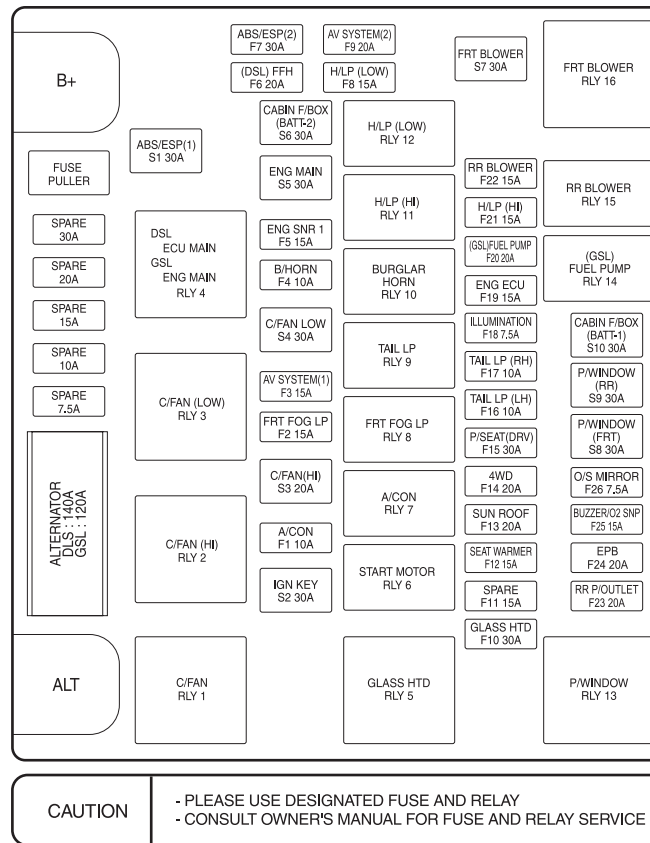 B+
FUSE
PULLER
SPARE
30A
SPARE
20A
SPARE
15A
SPARE
10A
SPARE
7.5A
ALTERNATOR
DLS : 140A
GSL : 120A
ALT
ABS/ESP(1)
S1 30A
DSL
ECU MAIN
GSL
ENG MAIN
RLY 4
C/FAN (LOW)
RLY 3
C/FAN (HI)
RLY 2
C/FAN
RLY 1
ABS/ESP(2)
F7 30A
(DSL) FFH
F6 20A
CABIN F/BOX
(BATT-2)
S6 30A
ENG MAIN
S5 30A
ENG SNR 1
F5 15A
B/HORN
F4 10A
C/FAN LOW
S4 30A
AV SYSTEM(1)
F3 15A
FRT FOG LP
F2 15A
C/FAN(HI)
S3 20A
A/CON
F1 10A
IGN KEY
S2 30A
AV SYSTEM(2)
F9 20A
H/LP (LOW)
F8 15A
H/LP (LOW)
RLY 12
H/LP (HI)
RLY 11
BURGLAR
HORN
RLY 10
TAIL LP
RLY 9
FRT FOG LP
RLY 8
A/CON
RLY 7
START MOTOR
RLY 6
GLASS HTD
RLY 5
FRT BLOWER
S7 30A
RR BLOWER
F22 15A
H/LP (HI)
F21 15A
(GSL)FUEL PUMP
F20 20A
ENG ECU
F19 15A
ILLUMINATION
F18 7.5A
TAIL LP (RH)
F17 10A
TAIL LP (LH)
F16 10A
P/SEAT(DRV)
F15 30A
4WD
F14 20A
SUN ROOF
F13 20A
SEAT WARMER
F12 15A
SPARE
F11 15A
GLASS HTD
F10 30A
FRT BLOWER
RLY 16
RR BLOWER
RLY 15
(GSL)
FUEL PUMP
RLY 14
CABIN F/BOX
(BATT-1)
S10 30A
P/WINDOW
(RR)
S9 30A
P/WINDOW
(FRT)
S8 30A
O/S MIRROR
F26 7.5A
BUZZER/O2 SNP
F25 15A
EPB
F24 20A
RR P/OUTLET
F23 20A
P/WINDOW
RLY 13
CAUTION
- PLEASE USE DESIGNATED FUSE AND RELAY
- CONSULT OWNER'S MANUAL FOR FUSE AND RELAY SERVICE